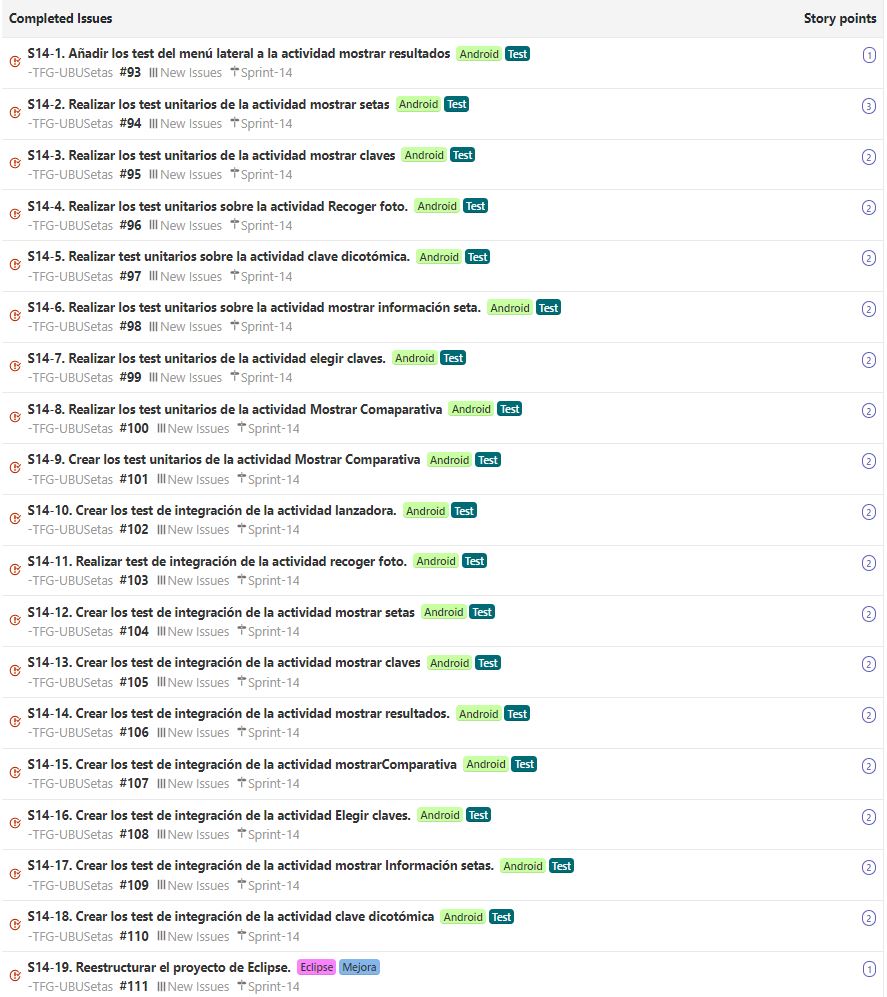 Completed Issues Story points
S14-1. Añadir los test del menú lateral a la actividad mostrar resultados Android Test 1
-TFG-UBUSetas #93 New Issues Sprint-14
S14-2. Realizar los test unitarios de la actividad mostrar setas Android Test 3
-TFG-UBUSetas #94 New Issues Sprint-14
S14-3. Realizar los test unitarios de la actividad mostrar claves Android Test 2
-TFG-UBUSetas #95 New Issues Sprint-14
S14-4. Realizar los test unitarios sobre la actividad Recoger foto. Android Test 2
-TFG-UBUSetas #96 New Issues Sprint-14
S14-5. Realizar test unitarios sobre la actividad clave dicotómica. Android Test 2
-TFG-UBUSetas #97 New Issues Sprint-14
S14-6. Realizar los test unitarios sobre la actividad mostrar información seta. Android Test 2
-TFG-UBUSetas #98 New Issues Sprint-14
S14-7. Realizar los test unitarios de la actividad elegir claves. Android Test 2
-TFG-UBUSetas #99 New Issues Sprint-14
S14-8. Realizar los test unitarios de la actividad Mostrar Comaparativa Android Test 2
-TFG-UBUSetas #100 New Issues Sprint-14
S14-9. Crear los test unitarios de la actividad Mostrar Comparativa Android Test 2
-TFG-UBUSetas #101 New Issues Sprint-14
S14-10. Crear los test de integración de la actividad lanzadora. Android Test 2
-TFG-UBUSetas #102 New Issues Sprint-14
S14-11. Realizar test de integración de la actividad recoger foto. Android Test 2
-TFG-UBUSetas #103 New Issues Sprint-14
S14-12. Crear los test de integración de la actividad mostrar setas Android Test 2
-TFG-UBUSetas #104 New Issues Sprint-14
S14-13. Crear los test de integración de la actividad mostrar claves Android Test 2
-TFG-UBUSetas #105 New Issues Sprint-14
S14-14. Crear los test de integración de la actividad mostrar resultados. Android Test 2
-TFG-UBUSetas #106 New Issues Sprint-14
S14-15. Crear los test de integración de la actividad mostrarComparativa Android Test 2
-TFG-UBUSetas #107 New Issues Sprint-14
S14-16. Crear los test de integración de la actividad Elegir claves. Android Test 2
-TFG-UBUSetas #108 New Issues Sprint-14
S14-17. Crear los test de integración de la actividad mostrar Información setas. Android Test 2
-TFG-UBUSetas #109 New Issues Sprint-14
S14-18. Crear los test de integración de la actividad clave dicotómica Android Test 2
-TFG-UBUSetas #110 New Issues Sprint-14
S14-19. Reestructurar el proyecto de Eclipse. Eclipse Mejora 1
-TFG-UBUSetas #111 New Issues Sprint-14